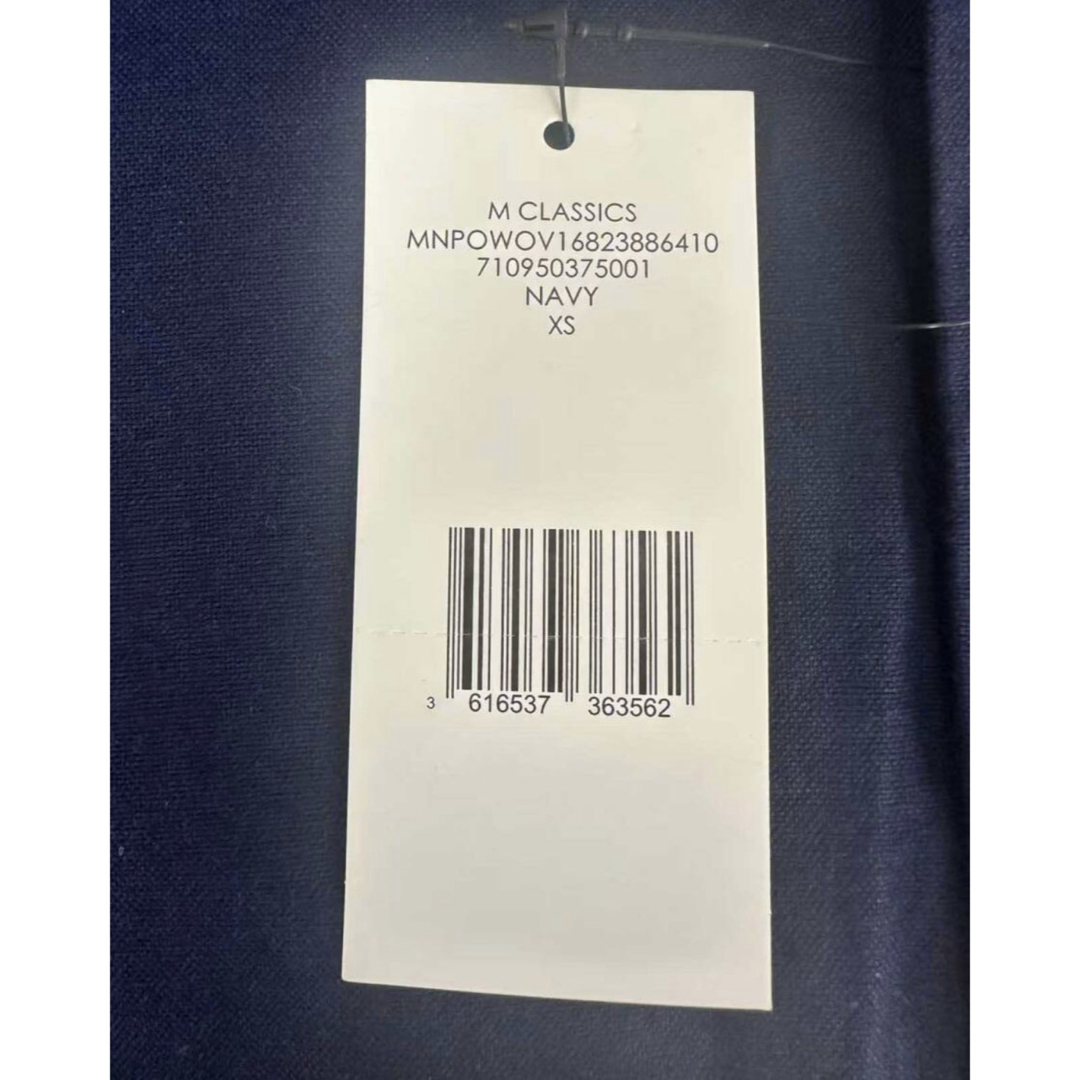 M CLASSICS
MNPOWOV16823886410
710950375001
NAVY
XS
3 616537 363562